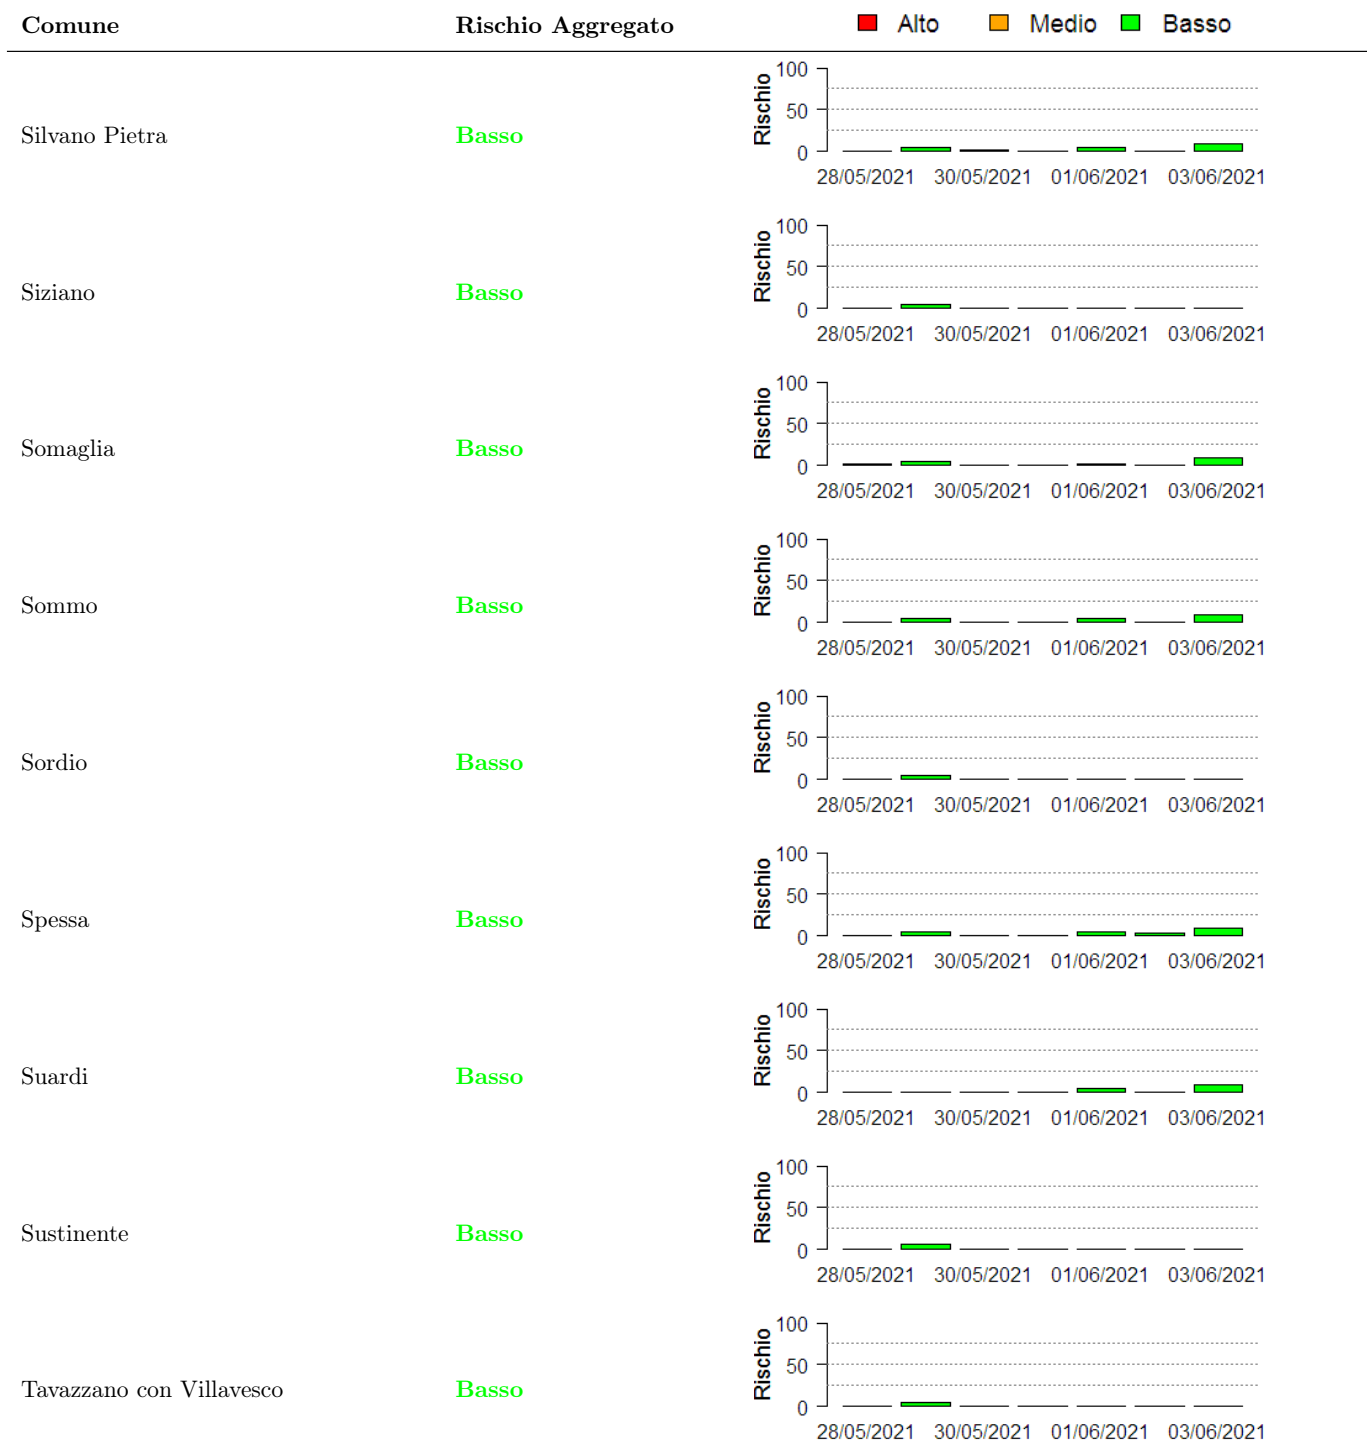 Comune Rischio Aggregato Alto Medio Basso
Silvano Pietra Basso
Rischio
100
50
0
28/05/2021 30/05/2021 01/06/2021 03/06/2021
Siziano Basso
Rischio
100
50
0
28/05/2021 30/05/2021 01/06/2021 03/06/2021
Somaglia Basso
Rischio
100
50
0
28/05/2021 30/05/2021 01/06/2021 03/06/2021
Sommo Basso
Rischio
100
50
0
28/05/2021 30/05/2021 01/06/2021 03/06/2021
Sordio Basso
Rischio
100
50
0
28/05/2021 30/05/2021 01/06/2021 03/06/2021
Spessa Basso
Rischio
100
50
0
28/05/2021 30/05/2021 01/06/2021 03/06/2021
Suardi Basso
Rischio
100
50
0
28/05/2021 30/05/2021 01/06/2021 03/06/2021
Sustinente Basso
Rischio
100
50
0
28/05/2021 30/05/2021 01/06/2021 03/06/2021
Tavazzano con Villavesco Basso
Rischio
100
50
0
28/05/2021 30/05/2021 01/06/2021 03/06/2021